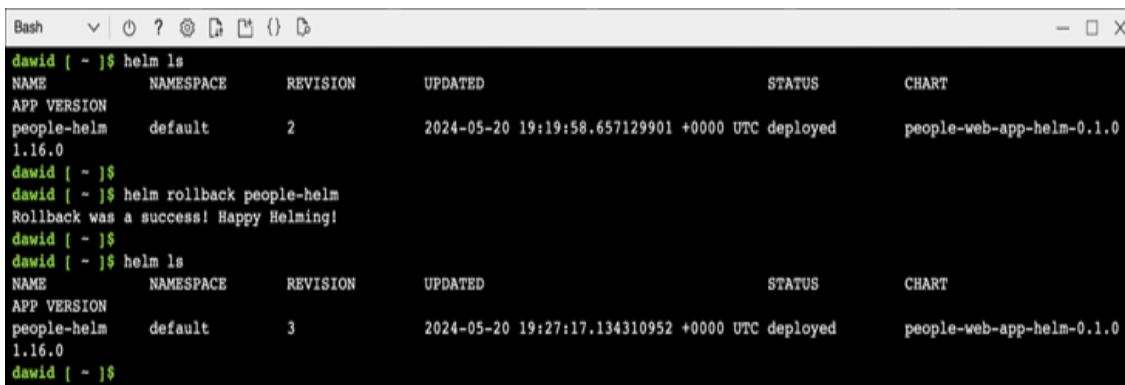 Bash
?
{}
dawid [ ~ ]$ helm ls
NAME NAMESPACE REVISION UPDATED STATUS CHART
APP VERSION
people-helm default 2 2024-05-20 19:19:58.657129901 +0000 UTC deployed people-web-app-helm-0.1.0
1.16.0
dawid [ ~ ]$
dawid [ ~ ]$ helm rollback people-helm
Rollback was a success! Happy Helming!
dawid [ ~ ]$
dawid [ ~ ]$ helm ls
NAME NAMESPACE REVISION UPDATED STATUS CHART
APP VERSION
people-helm default 3 2024-05-20 19:27:17.134310952 +0000 UTC deployed people-web-app-helm-0.1.0
1.16.0
dawid [ ~ ]$